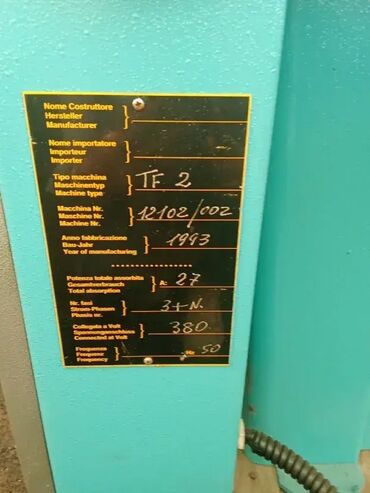 Nome Costruttore
Hersteller
Manufacturer
Nome importatore
Importeur
Importer
Tipo macchina
Maschinentyp
Machine type
TF 2
Macchina Nr.
Maschine Nr.
Machine Nr.
12102/002
Anno fabbricazione
Bau-Jahr
Year of manufacturing
1993
Potenza totale assorbita
Gesamtverbrauch
Total absorption
A: 27
Nr. fasi
Strom-Phasen
Phasis nr.
3+N.
Collegata a Volt
Spannungsanschluss
Connected at Volt
380
Frequenza
Frequenz
Frequency
Hz 50